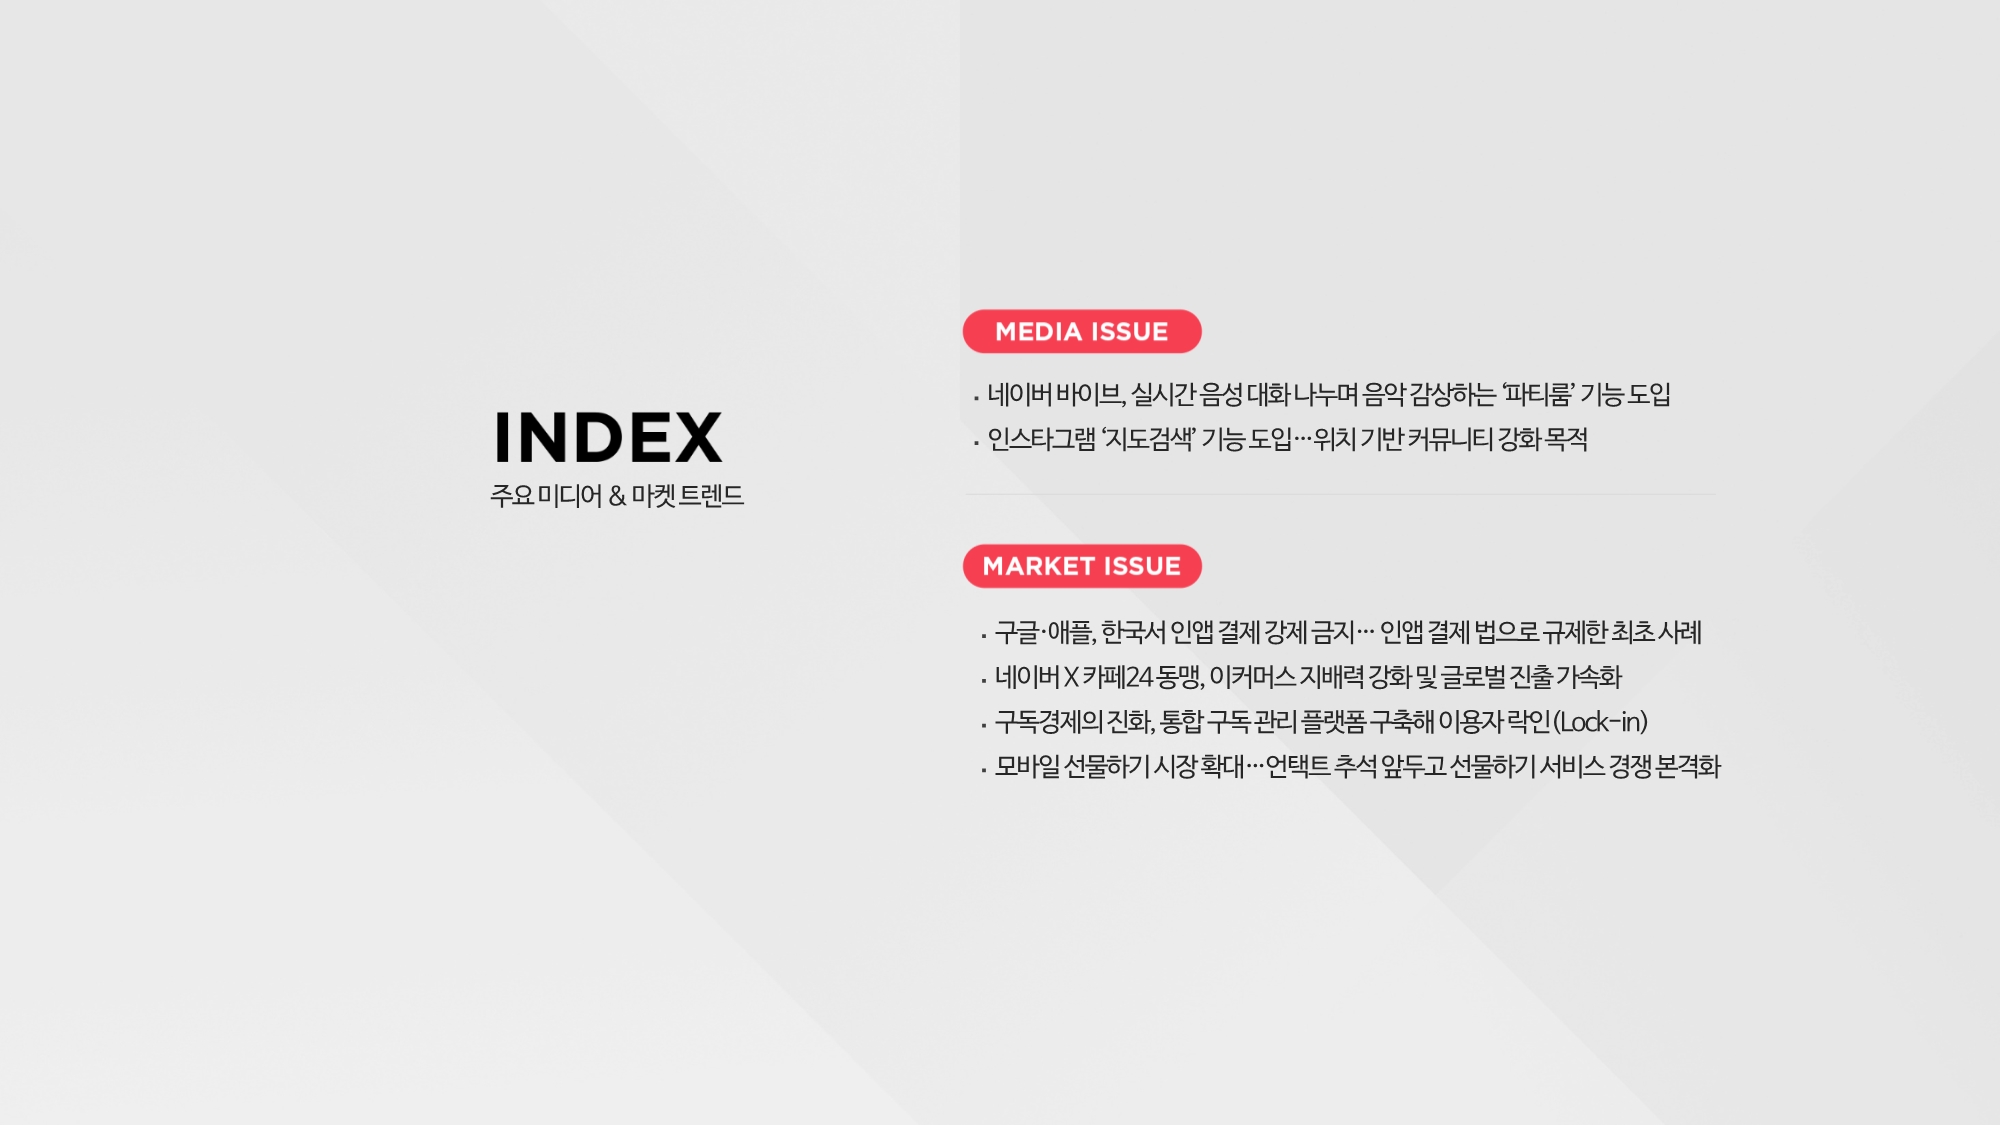 INDEX
주요 미디어 & 마켓 트렌드
MEDIA ISSUE
· 네이버 바이브, 실시간 음성 대화 나누며 음악 감상하는 ‘파티룸’ 기능 도입
· 인스타그램 ‘지도검색’ 기능 도입…위치 기반 커뮤니티 강화 목적
MARKET ISSUE
· 구글·애플, 한국서 인앱 결제 강제 금지… 인앱 결제 법으로 규제한 최초 사례
· 네이버 X 카페24 동맹, 이커머스 지배력 강화 및 글로벌 진출 가속화
· 구독경제의 진화, 통합 구독 관리 플랫폼 구축해 이용자 락인(Lock-in)
· 모바일 선물하기 시장 확대…언택트 추석 앞두고 선물하기 서비스 경쟁 본격화